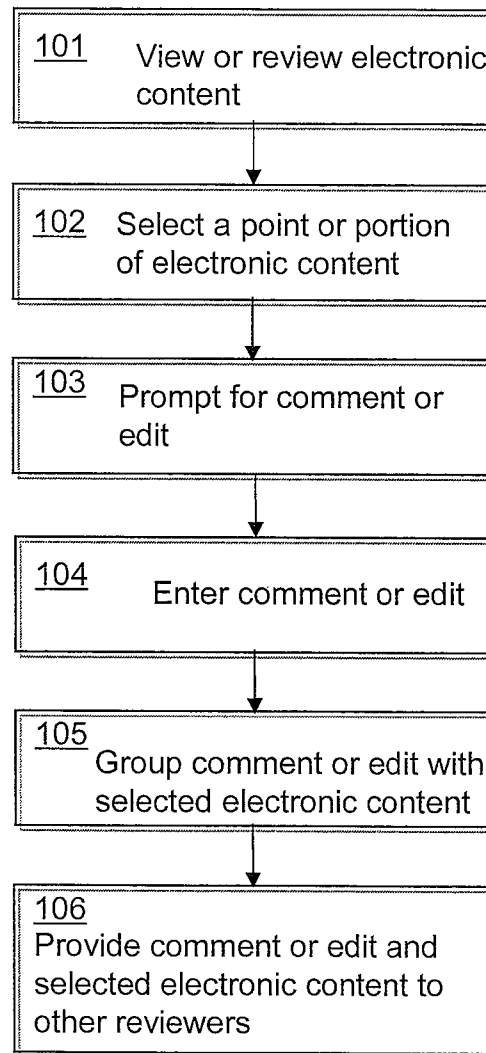 101 View or review electronic
content
102 Select a point or portion
of electronic content
103 Prompt for comment or
edit
104 Enter comment or edit
105
Group comment or edit with
selected electronic content
106
Provide comment or edit and
selected electronic content to
other reviewers